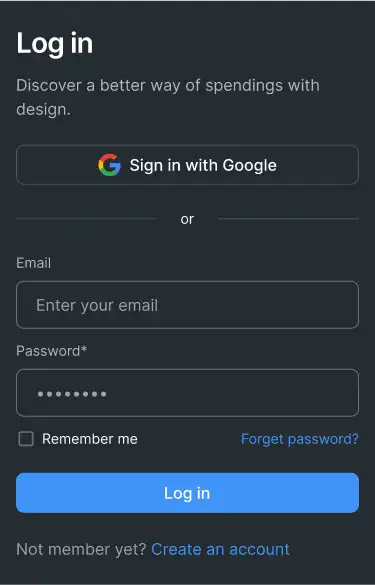 Log in
Discover a better way of spendings with
design.
Sign in with Google
or
Email
Enter your email
Password*
••••••••
Remember me
Forget password?
Log in
Not member yet? Create an account